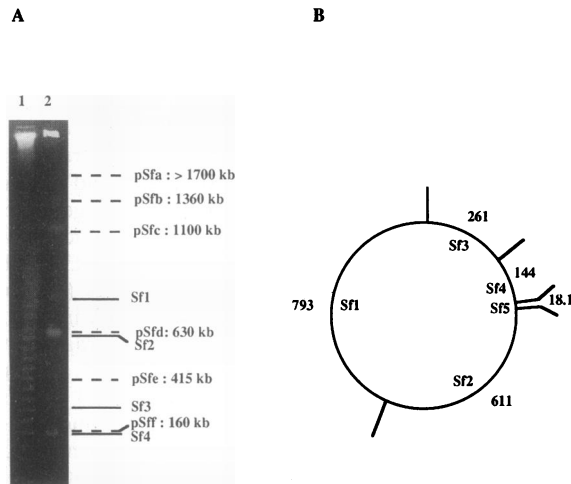 A
B
1 2
pSfa : > 1700 kb
pSfb : 1360 kb
pSfc : 1100 kb
Sf1
pSfd: 630 kb
Sf2
pSfe : 415 kb
Sf3
pSff : 160 kb
Sf4
261
Sf3
144
Sf4
18.1
Sf5
793
Sf1
Sf2
611